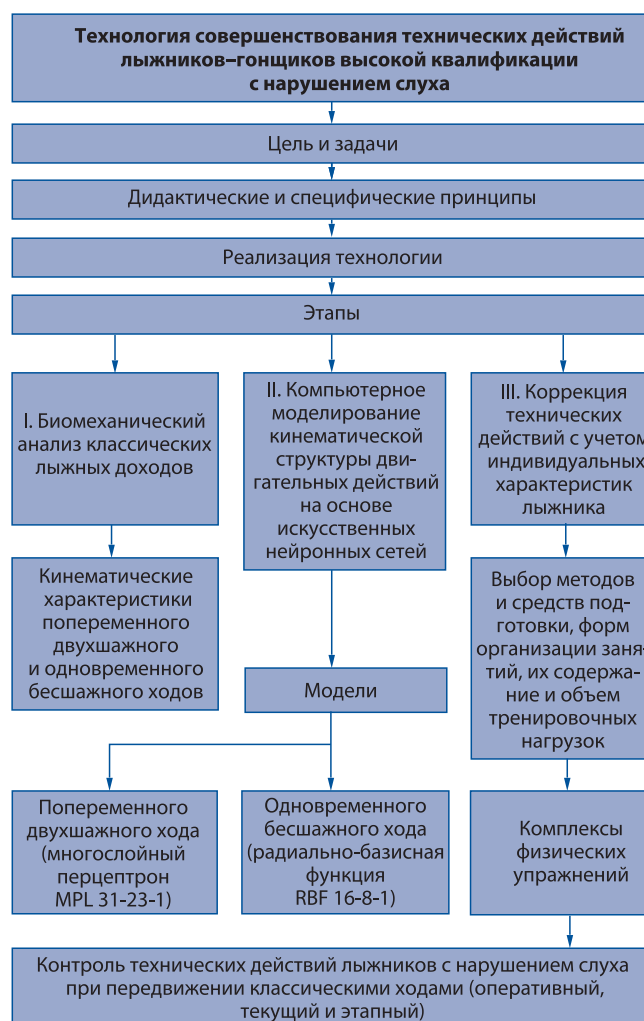 Технология совершенствования технических действий
лыжников–гонщиков высокой квалификации
с нарушением слуха
Цель и задачи
Дидактические и специфические принципы
Реализация технологии
Этапы
I. Биомеханический
анализ классических
лыжных доходов
II. Компьютерное
моделирование
кинематической
структуры дви-
гательных действий
на основе
искусственных
нейронных сетей
III. Коррекция
технических
действий с учетом
индивидуальных
характеристик
лыжника
Кинематические
характеристики
попеременного
двухшажного
и одновременного
бесшажного ходов
Модели
Выбор методов
и средств под-
готовки, форм
организации заня-
тий, их содержа-
ние и объем
тренировочных
нагрузок
Попеременного
двухшажного хода
(многослойный
перцептрон
MPL 31-23-1)
Одновременного
бесшажного хода
(радиально-базисная
функция
RBF 16-8-1)
Комплексы
физических
упражнений
Контроль технических действий лыжников с нарушением слуха
при передвижении классическими ходами (оперативный,
текущий и этапный)